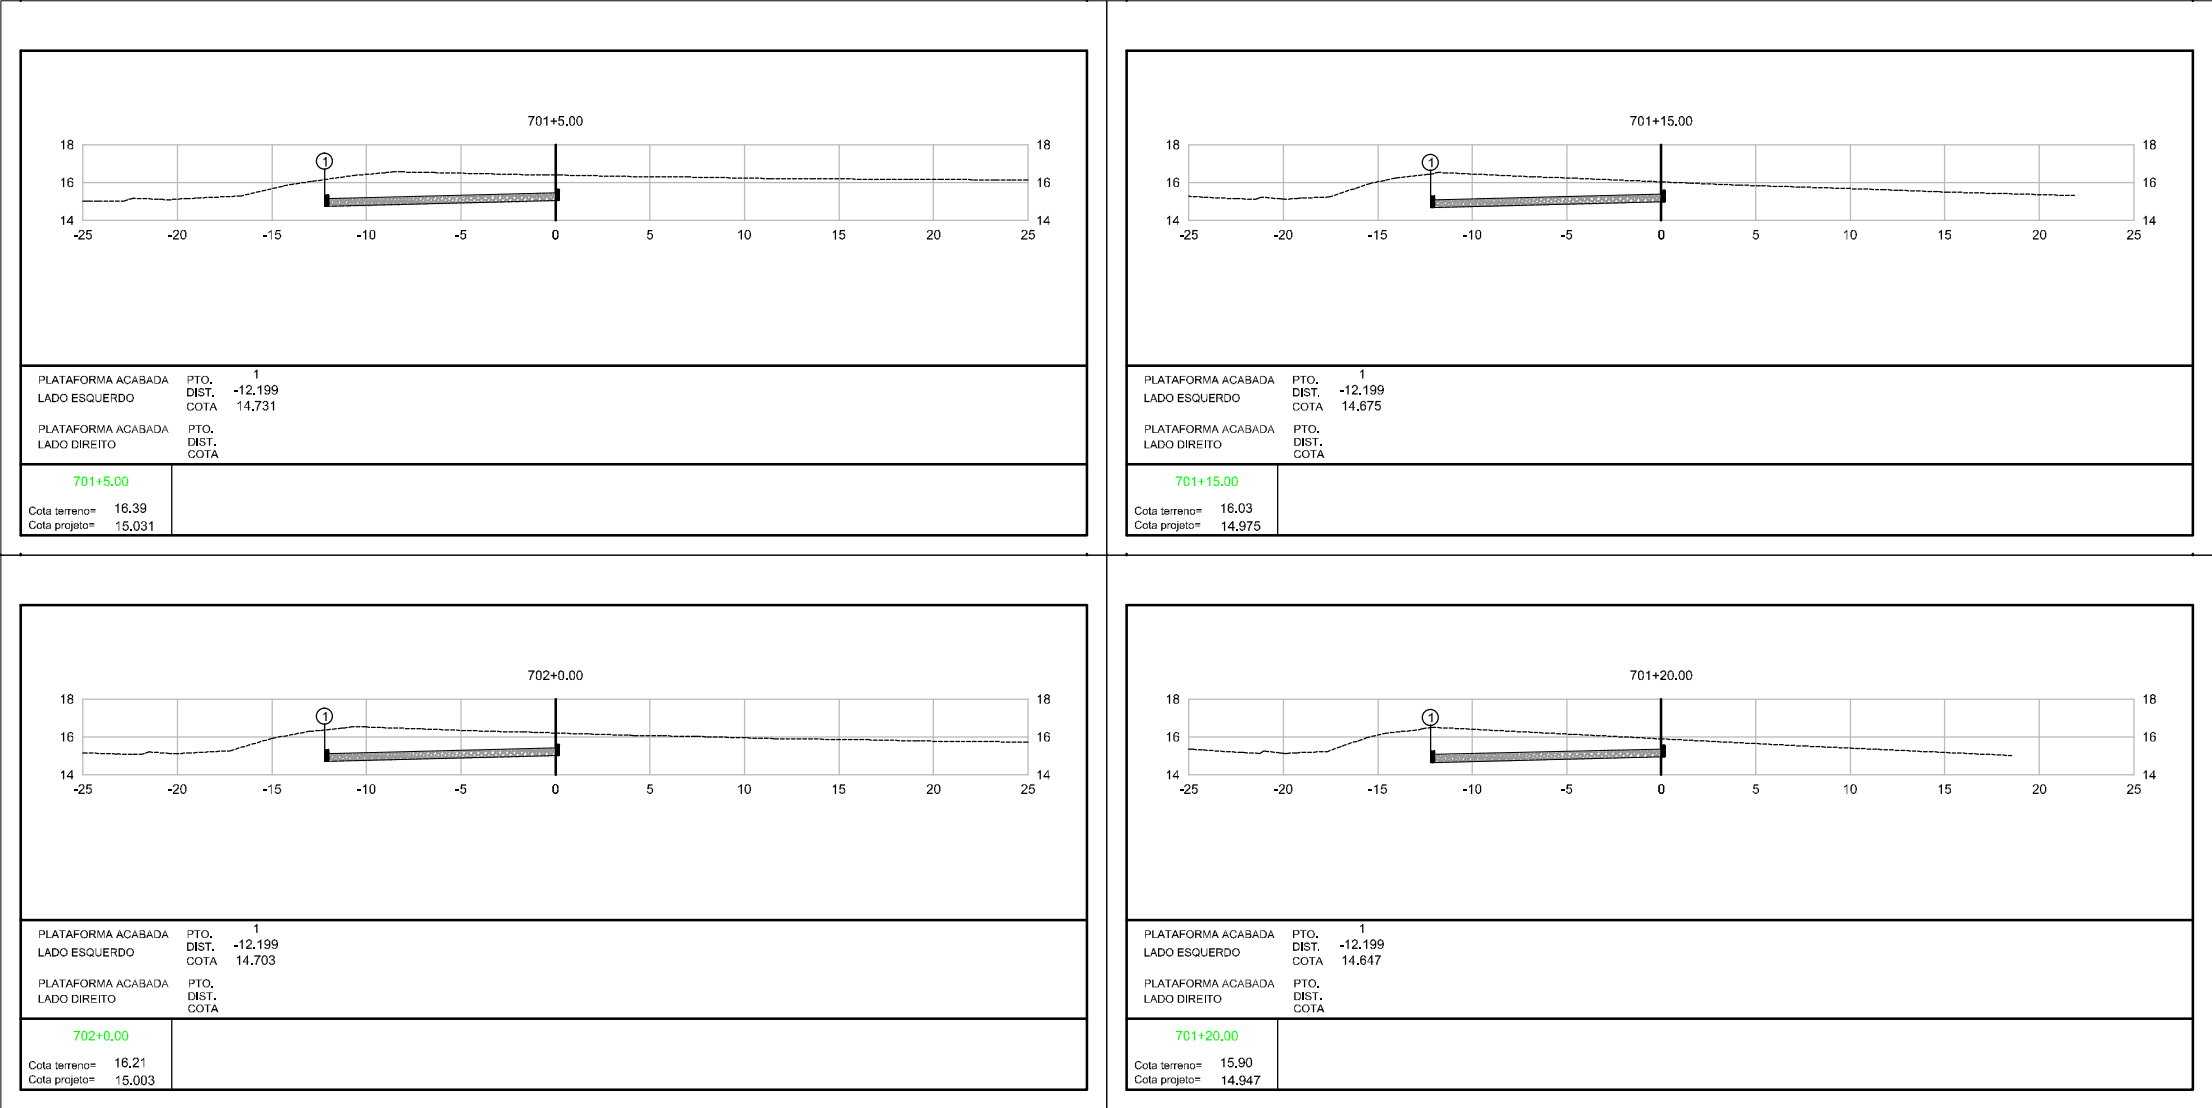 701+5.00
1
18 18
16 16
14 14
-25 -20 -15 -10 -5 0 5 10 15 20 25
PLATAFORMA ACABADA PTO. 1
LADO ESQUERDO DIST. -12.199
COTA 14.731
PLATAFORMA ACABADA PTO.
LADO DIREITO DIST.
COTA
701+5.00
Cota terreno= 16.39
Cota projeto= 15.031
701+15.00
1
18 18
16 16
14 14
-25 -20 -15 -10 -5 0 5 10 15 20 25
PLATAFORMA ACABADA PTO. 1
LADO ESQUERDO DIST. -12.199
COTA 14.675
PLATAFORMA ACABADA PTO.
LADO DIREITO DIST.
COTA
701+15.00
Cota terreno= 16.03
Cota projeto= 14.975
702+0.00
1
18 18
16 16
14 14
-25 -20 -15 -10 -5 0 5 10 15 20 25
PLATAFORMA ACABADA PTO. 1
LADO ESQUERDO DIST. -12.199
COTA 14.703
PLATAFORMA ACABADA PTO.
LADO DIREITO DIST.
COTA
702+0.00
Cota terreno= 16.21
Cota projeto= 15.003
701+20.00
1
18 18
16 16
14 14
-25 -20 -15 -10 -5 0 5 10 15 20 25
PLATAFORMA ACABADA PTO. 1
LADO ESQUERDO DIST. -12.199
COTA 14.647
PLATAFORMA ACABADA PTO.
LADO DIREITO DIST.
COTA
701+20.00
Cota terreno= 15.90
Cota projeto= 14.947